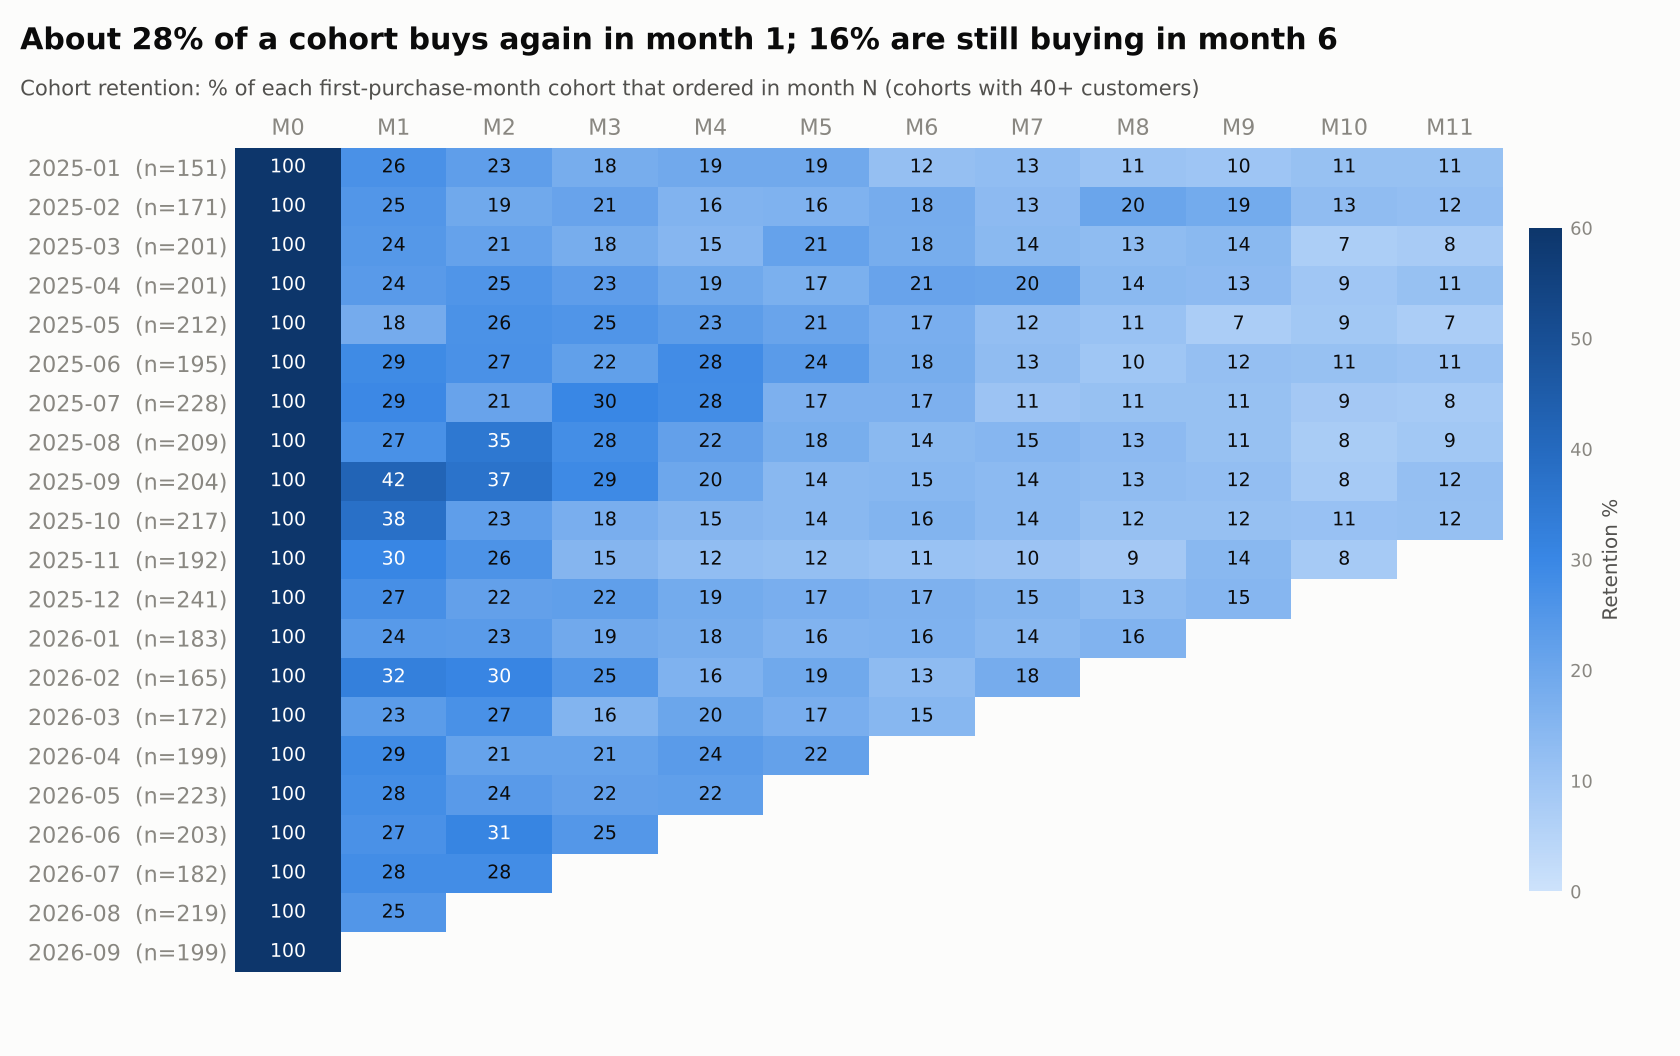 About 28% of a cohort buys again in month 1; 16% are still buying in month 6
Cohort retention: % of each first-purchase-month cohort that ordered in month N (cohorts with 40+ customers)
M0 M1 M2 M3 M4 M5 M6 M7 M8 M9 M10 M11
2025-01 (n=151) 100 26 23 18 19 19 12 13 11 10 11 11
2025-02 (n=171) 100 25 19 21 16 16 18 13 20 19 13 12
2025-03 (n=201) 100 24 21 18 15 21 18 14 13 14 7 8
2025-04 (n=201) 100 24 25 23 19 17 21 20 14 13 9 11
2025-05 (n=212) 100 18 26 25 23 21 17 12 11 7 9 7
2025-06 (n=195) 100 29 27 22 28 24 18 13 10 12 11 11
2025-07 (n=228) 100 29 21 30 28 17 17 11 11 11 9 8
2025-08 (n=209) 100 27 35 28 22 18 14 15 13 11 8 9
2025-09 (n=204) 100 42 37 29 20 14 15 14 13 12 8 12
2025-10 (n=217) 100 38 23 18 15 14 16 14 12 12 11 12
2025-11 (n=192) 100 30 26 15 12 12 11 10 9 14 8
2025-12 (n=241) 100 27 22 22 19 17 17 15 13 15
2026-01 (n=183) 100 24 23 19 18 16 16 14 16
2026-02 (n=165) 100 32 30 25 16 19 13 18
2026-03 (n=172) 100 23 27 16 20 17 15
2026-04 (n=199) 100 29 21 21 24 22
2026-05 (n=223) 100 28 24 22 22
2026-06 (n=203) 100 27 31 25
2026-07 (n=182) 100 28 28
2026-08 (n=219) 100 25
2026-09 (n=199) 100
60
50
40
30
20
10
0
Retention %